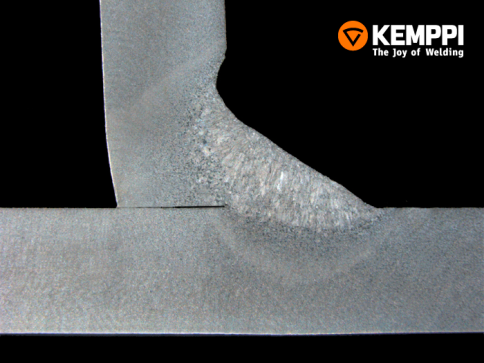 KEMPPI
The Joy of Welding